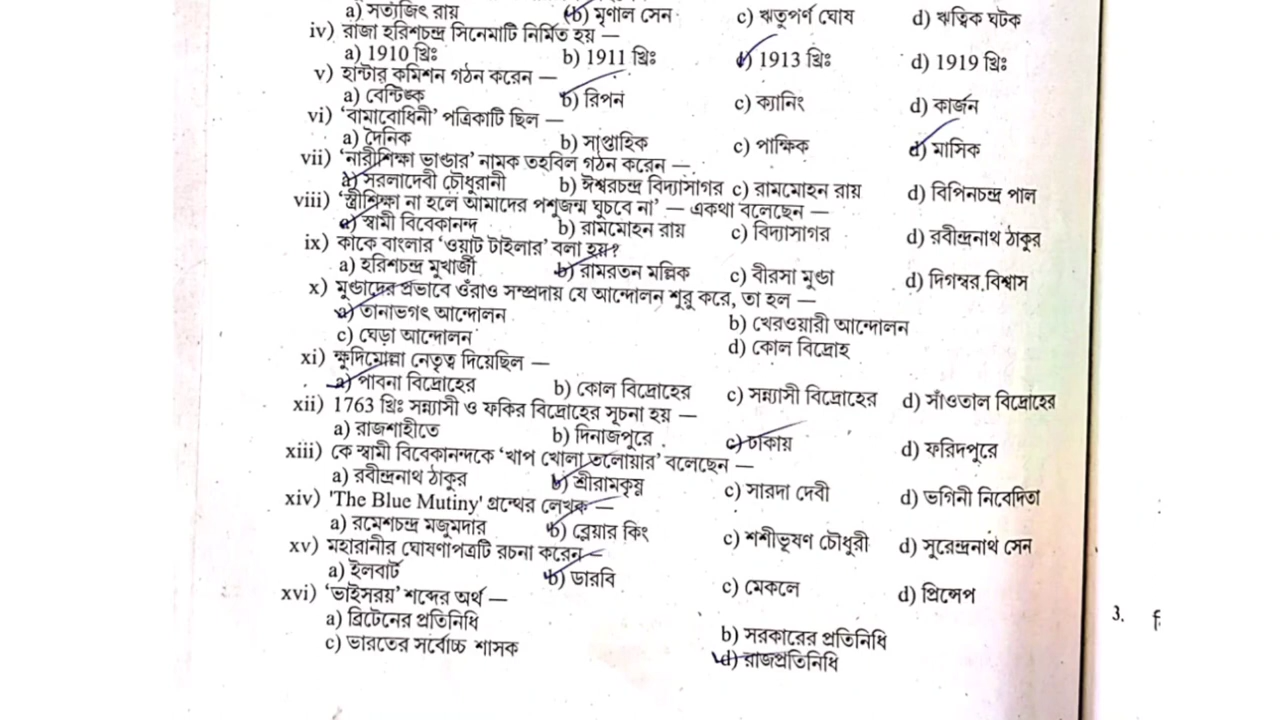 a) সত্যজিৎ রায় b) মৃণাল সেন c) ঋতুপর্ণ ঘোষ d) ঋত্বিক ঘটক
iv) রাজা হরিশচন্দ্র সিনেমাটি নির্মিত হয় —
a) 1910 খ্রিঃ b) 1911 খ্রিঃ c) 1913 খ্রিঃ d) 1919 খ্রিঃ
v) হান্টার কমিশন গঠন করেন —
a) বেন্টিঙ্ক b) রিপন c) ক্যানিং d) কার্জন
vi) ‘বামাবোধিনী’ পত্রিকাটি ছিল —
a) দৈনিক b) সাপ্তাহিক c) পাক্ষিক d) মাসিক
vii) ‘নারীশিক্ষা ভাণ্ডার’ নামক তহবিল গঠন করেন —
a) সরলাদেবী চৌধুরানী b) ঈশ্বরচন্দ্র বিদ্যাসাগর c) রামমোহন রায় d) বিপিনচন্দ্র পাল
viii) ‘স্ত্রীশিক্ষা না হলে আমাদের পশুজন্ম ঘুচবে না’ — একথা বলেছেন —
a) স্বামী বিবেকানন্দ b) রামমোহন রায় c) বিদ্যাসাগর d) রবীন্দ্রনাথ ঠাকুর
ix) কাকে বাংলার ‘ওয়াট টাইলার’ বলা হয়?
a) হরিশচন্দ্র মুখার্জী b) রামরতন মল্লিক c) বীরসা মুণ্ডা d) দিগম্বর বিশ্বাস
x) মুণ্ডাদের প্রভাবে ওঁরাও সম্প্রদায় যে আন্দোলন শুরু করে, তা হল —
a) তানাভগৎ আন্দোলন b) খেরওয়ারী আন্দোলন
c) ঘেড়া আন্দোলন d) কোল বিদ্রোহ
xi) ক্ষুদিমোল্লা নেতৃত্ব দিয়েছিল —
a) পাবনা বিদ্রোহের b) কোল বিদ্রোহের c) সন্ন্যাসী বিদ্রোহের d) সাঁওতাল বিদ্রোহের
xii) 1763 খ্রিঃ সন্ন্যাসী ও ফকির বিদ্রোহের সূচনা হয় —
a) রাজশাহীতে b) দিনাজপুরে c) ঢাকায় d) ফরিদপুরে
xiii) কে স্বামী বিবেকানন্দকে ‘খাপ খোলা তলোয়ার’ বলেছেন —
a) রবীন্দ্রনাথ ঠাকুর b) শ্রীরামকৃষ্ণ c) সারদা দেবী d) ভগিনী নিবেদিতা
xiv) 'The Blue Mutiny' গ্রন্থের লেখক —
a) রমেশচন্দ্র মজুমদার b) ব্লেয়ার কিং c) শশীভূষণ চৌধুরী d) সুরেন্দ্রনাথ সেন
xv) মহারানীর ঘোষণাপত্রটি রচনা করেন —
a) ইলবার্ট b) ডারবি c) মেকলে d) প্রিন্সেপ
xvi) ‘ভাইসরয়’ শব্দের অর্থ —
a) ব্রিটেনের প্রতিনিধি b) সরকারের প্রতিনিধি
c) ভারতের সর্বোচ্চ শাসক d) রাজপ্রতিনিধি
3.